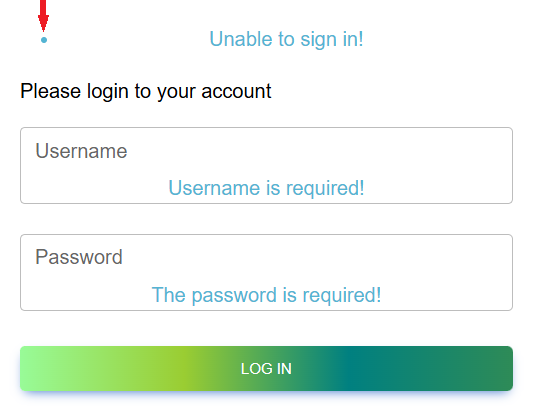 • Unable to sign in!
Please login to your account
Username
Username is required!
Password
The password is required!
LOG IN